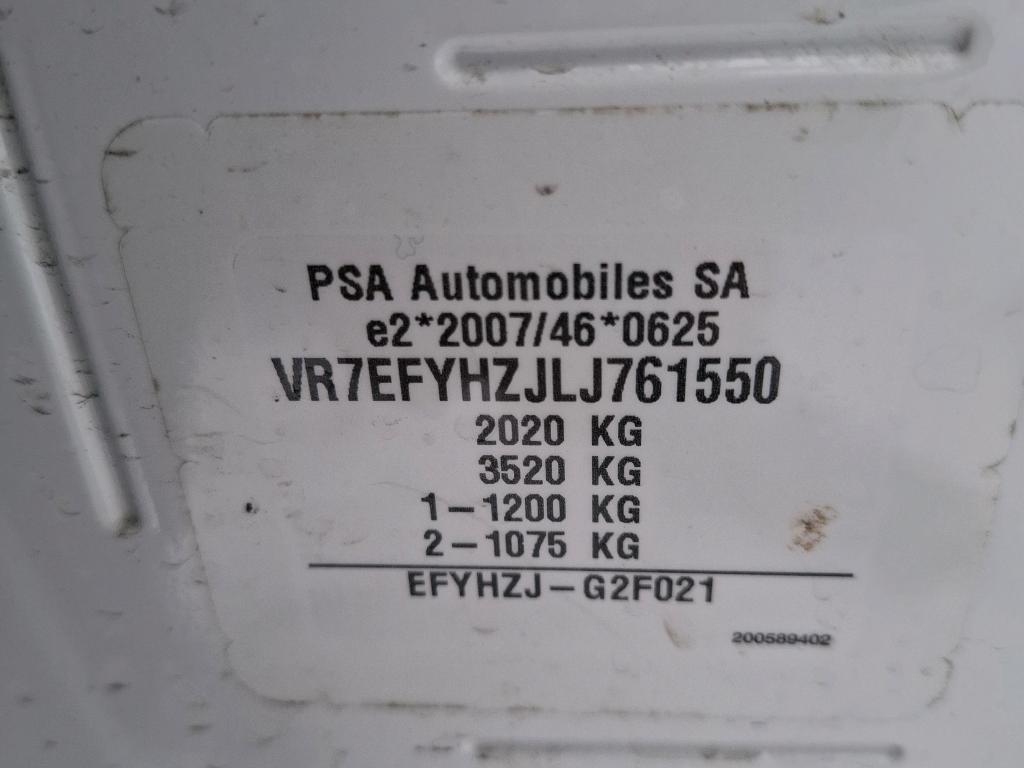 PSA Automobiles SA
e2*2007/46*0625
VR7EFYHZJLJ761550
2020 KG
3520 KG
1-1200 KG
2-1075 KG
EFYHZJ-G2F021
200589402